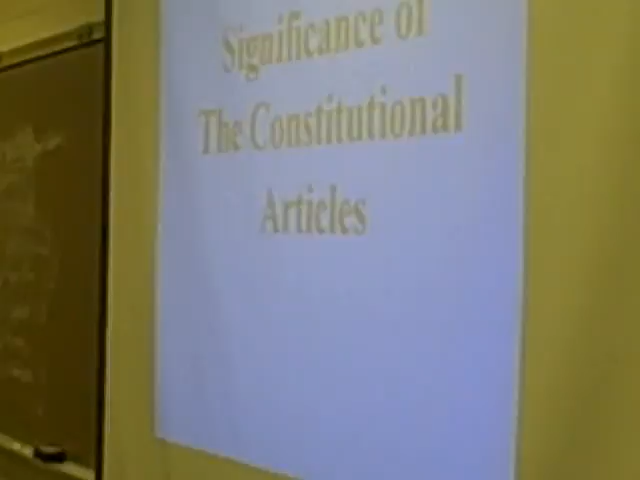 Significance of
The Constitutional
Articles